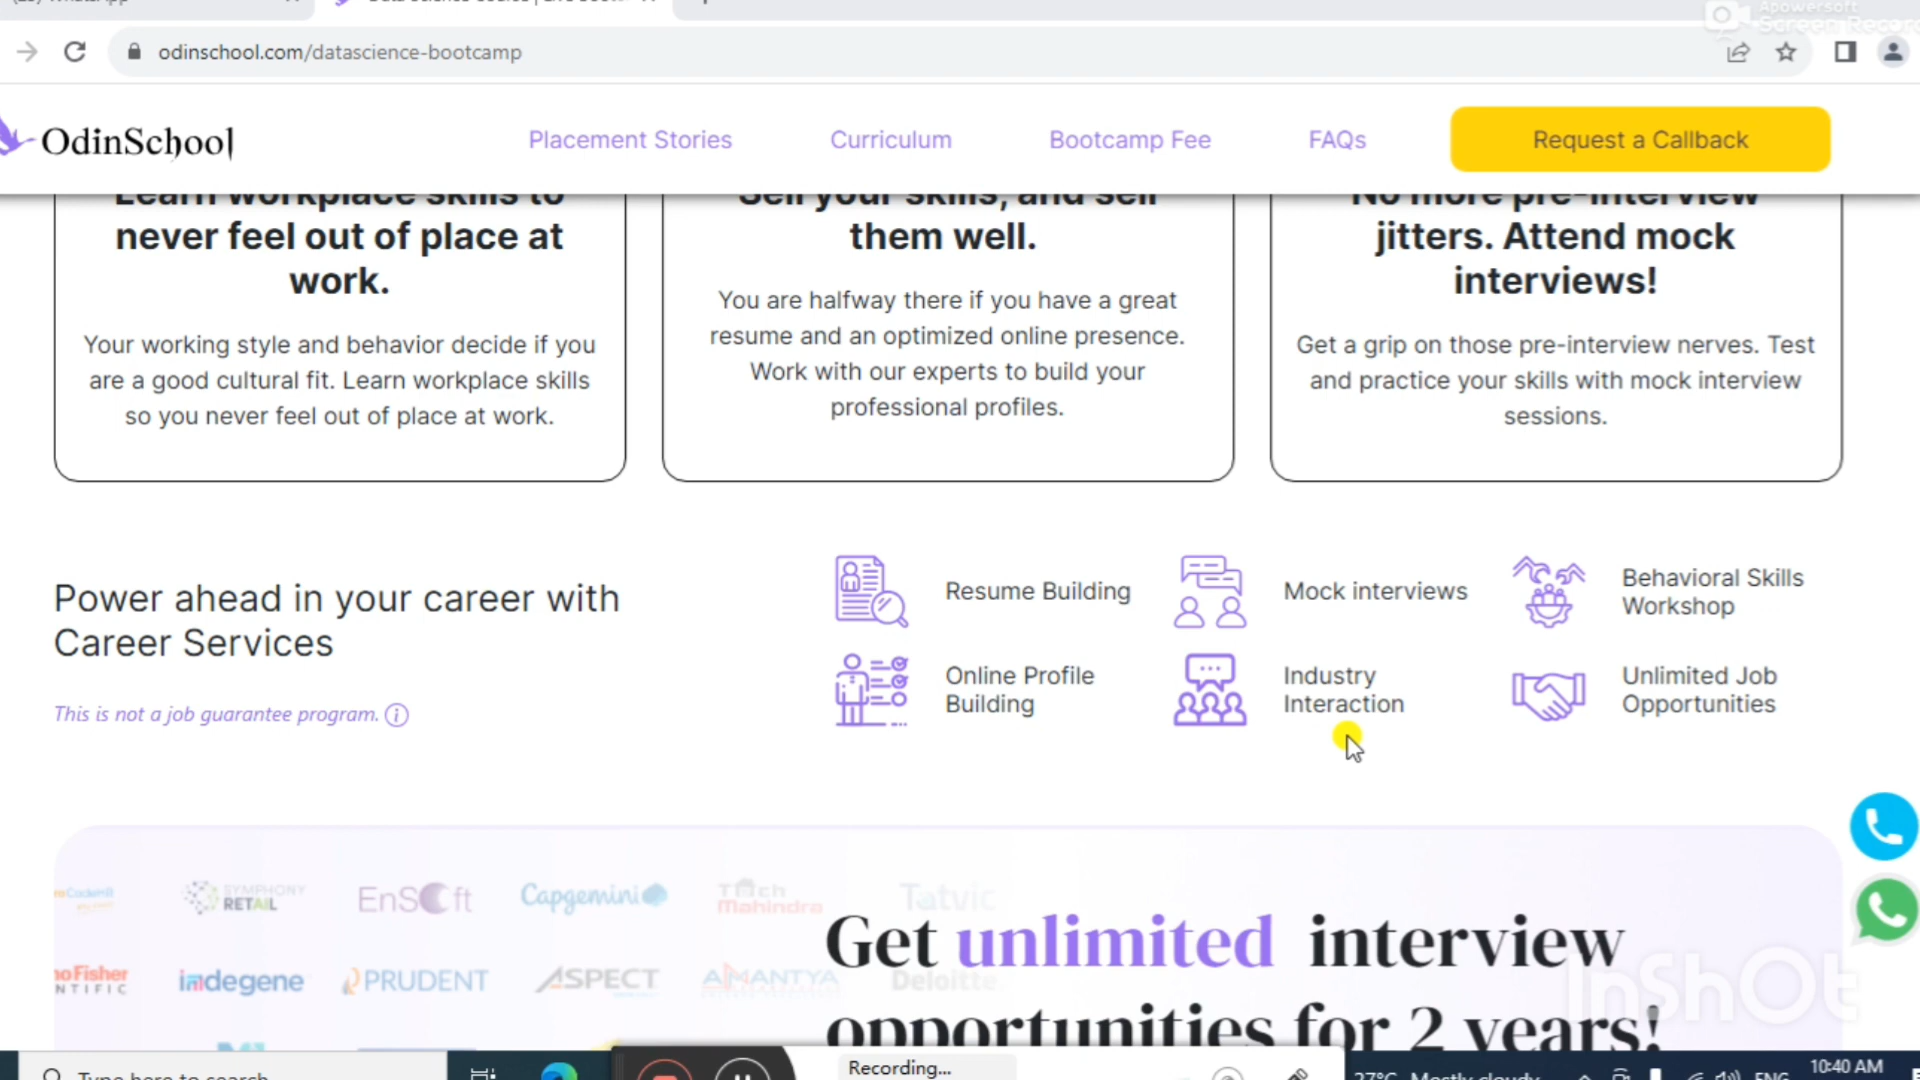 Apowersoft
Screen Recor
odinschool.com/datascience-bootcamp
OdinSchool
Placement Stories
Curriculum
Bootcamp Fee
FAQs
Request a Callback
Learn workplace skills to
never feel out of place at
work.
Your working style and behavior decide if you
are a good cultural fit. Learn workplace skills
so you never feel out of place at work.
Sell your skills, and sell
them well.
You are halfway there if you have a great
resume and an optimized online presence.
Work with our experts to build your
professional profiles.
No more pre-interview
jitters. Attend mock
interviews!
Get a grip on those pre-interview nerves. Test
and practice your skills with mock interview
sessions.
Power ahead in your career with
Career Services
This is not a job guarantee program.
Resume Building
Mock interviews
Behavioral Skills
Workshop
Online Profile
Building
Industry
Interaction
Unlimited Job
Opportunities
SYMPHONY
RETAIL
EnSoft
Capgemini
Tech
Mahindra
Tatvic
Fisher
indegene
PRUDENT
ASPECT
AMANTYA
Deloitte
Get unlimited interview
opportunities for 2 years!
InShOt
Type here to search
Recording...
27°C Mostly cloudy
ENG
10:40 AM